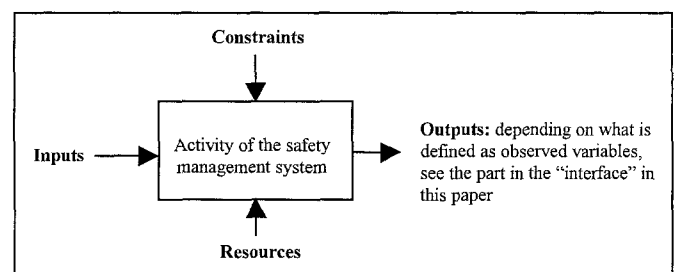 Constraints
Inputs
Activity of the safety
management system
Outputs: depending on what is
defined as observed variables,
see the part in the “interface” in
this paper
Resources